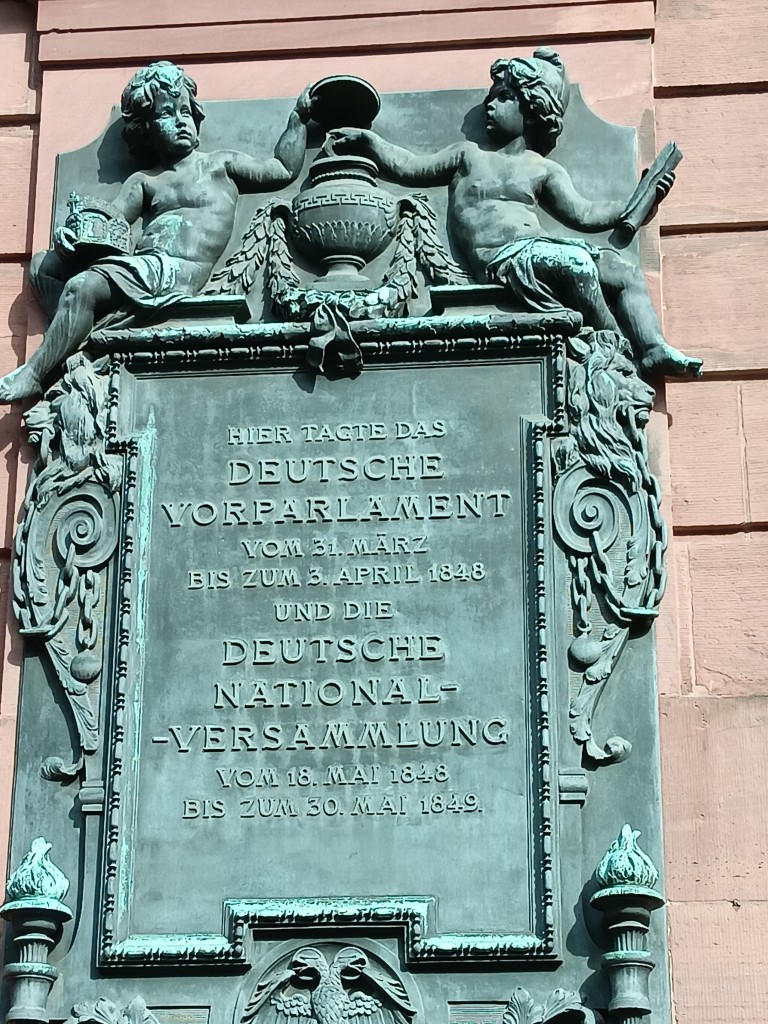 HIER TAGTE DAS
DEUTSCHE
VORPARLAMENT
VOM 31. MÄRZ
BIS ZUM 3. APRIL 1848
UND DIE
DEUTSCHE
NATIONAL-
-VERSAMMLUNG
VOM 18. MAI 1848
BIS ZUM 30. MAI 1849.